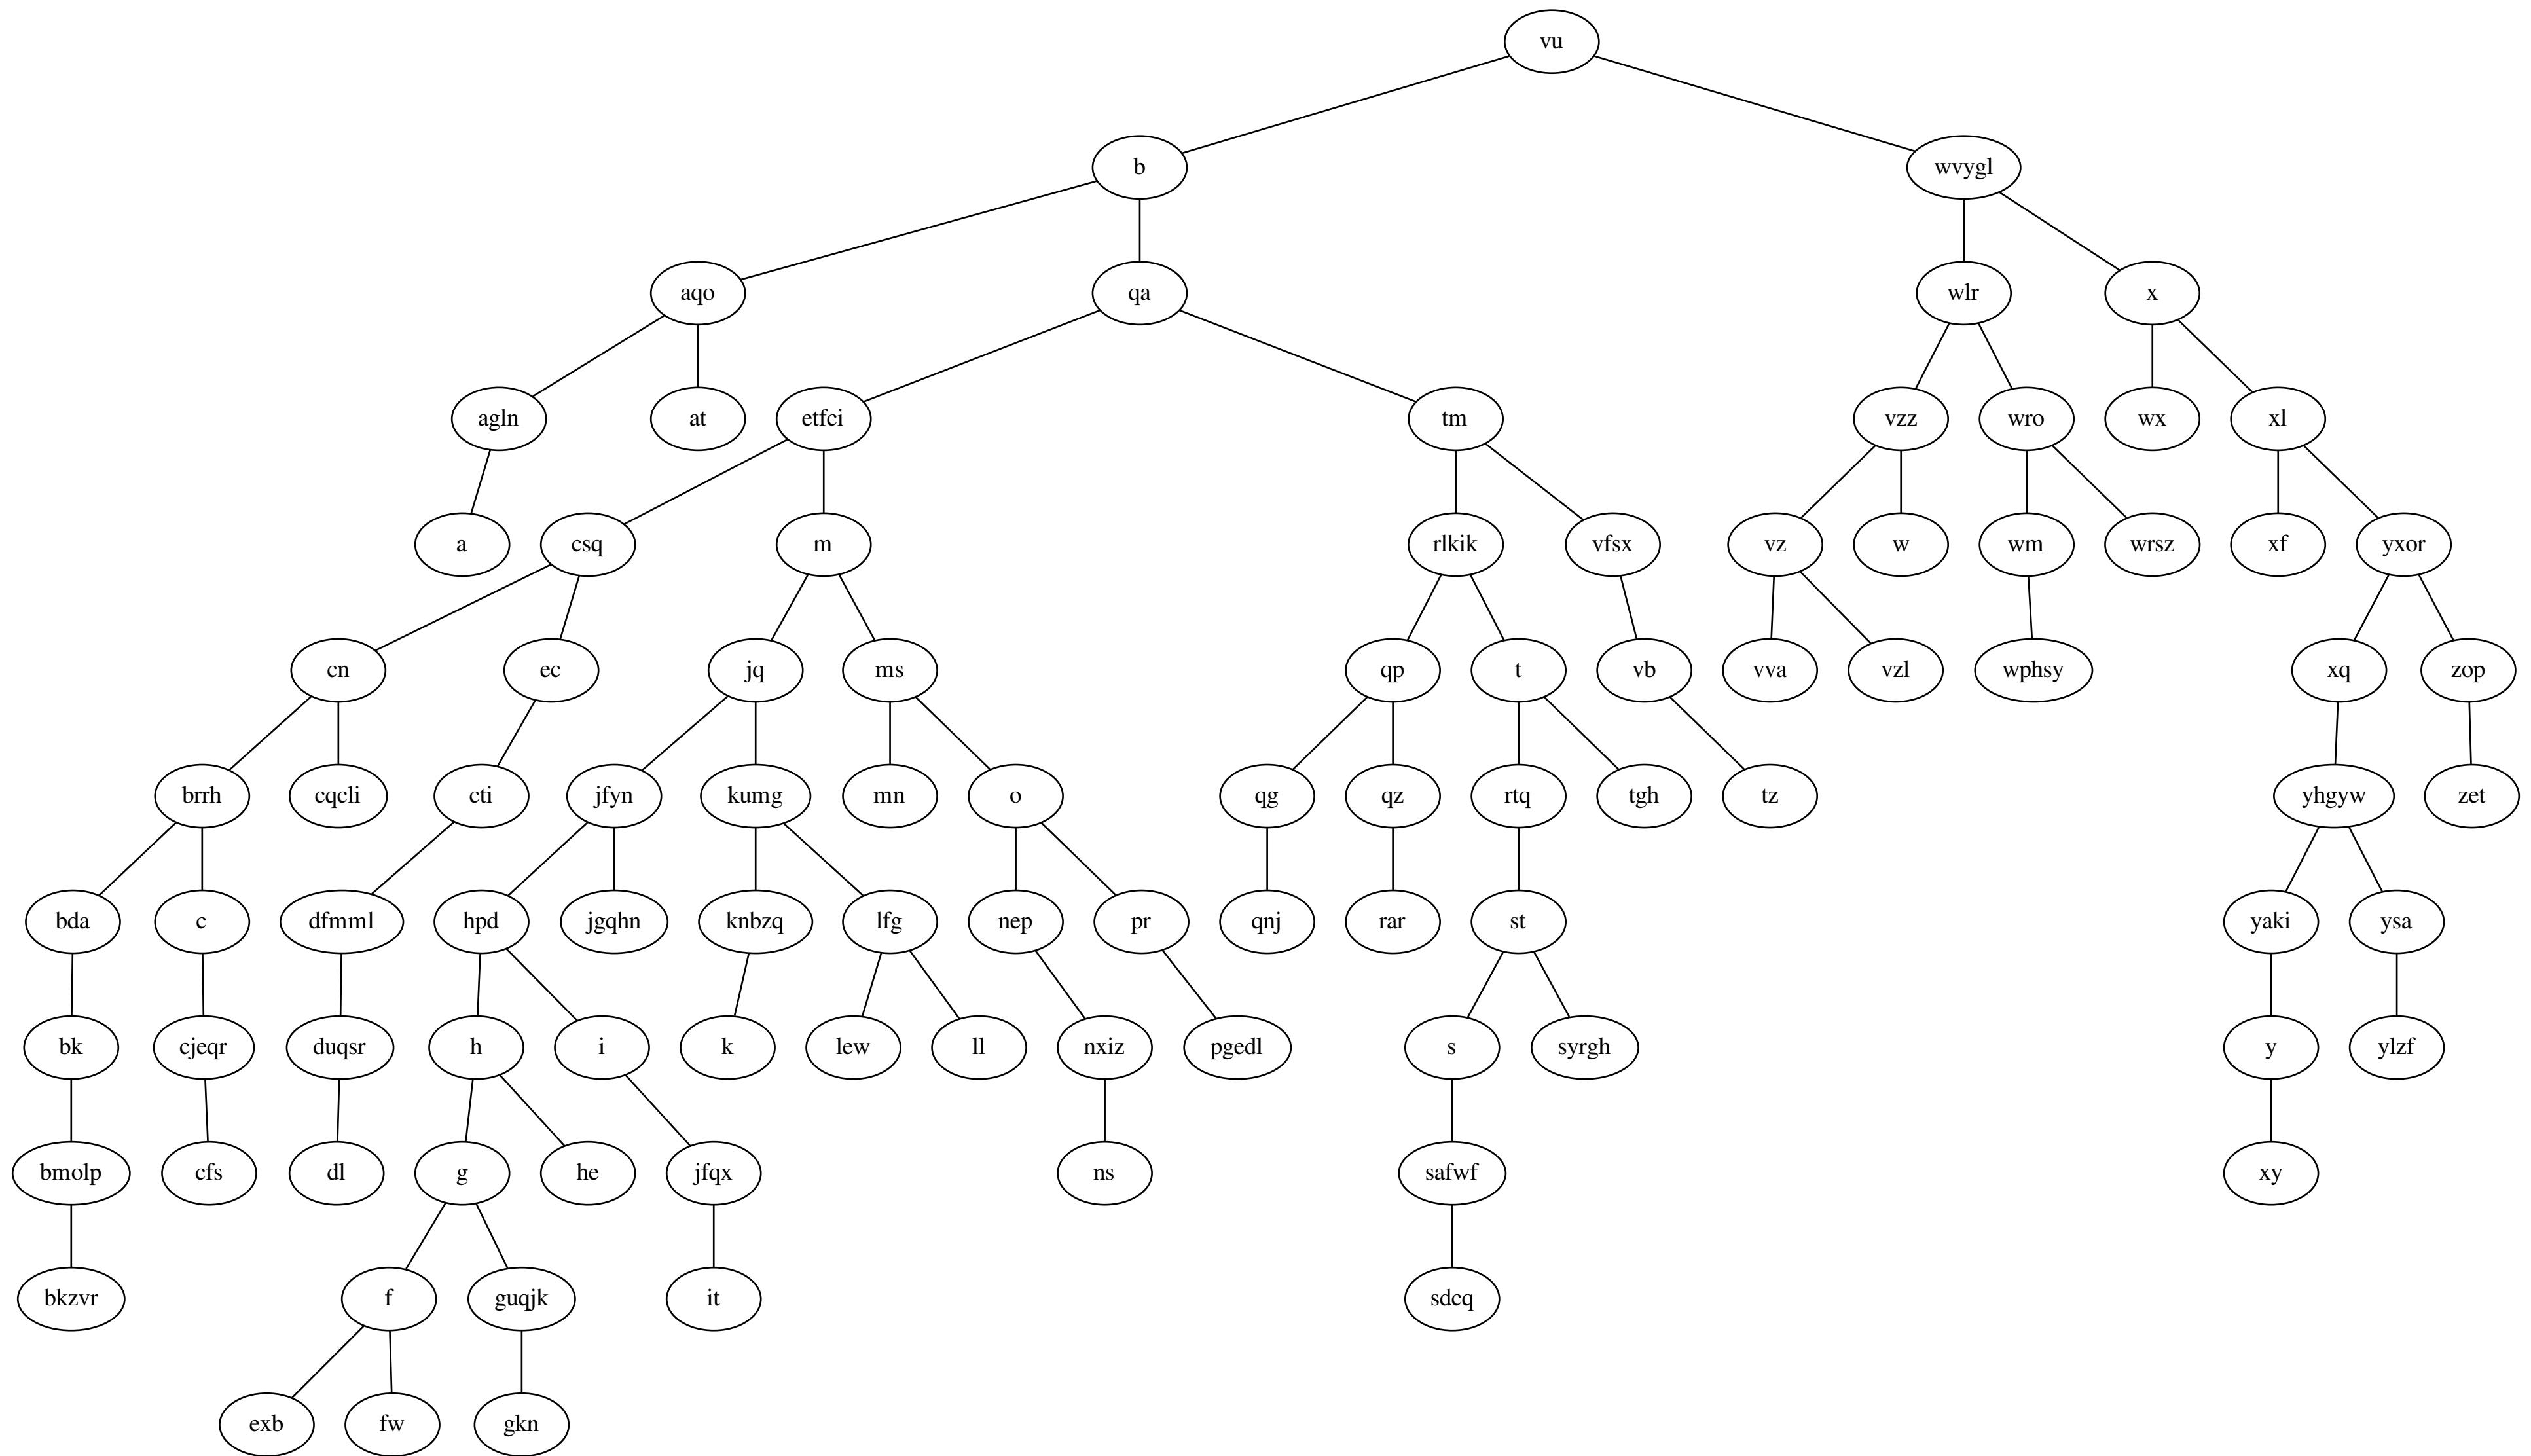 vu
b wvygl
aqo qa wlr x
agln at etfci tm vzz wro wx xl
a csq m rlkik vfsx vz w wm wrsz xf yxor
cn ec jq ms qp t vb vva vzl wphsy xq zop
brrh cqcli cti jfyn kumg mn o qg qz rtq tgh tz yhgyw zet
bda c dfmml hpd jgqhn knbzq lfg nep pr qnj rar st yaki ysa
bk cjeqr duqsr h i k lew ll nxiz pgedl s syrgh y ylzf
bmolp cfs dl g he jfqx ns safwf xy
bkzvr f guqjk it sdcq
exb fw gkn